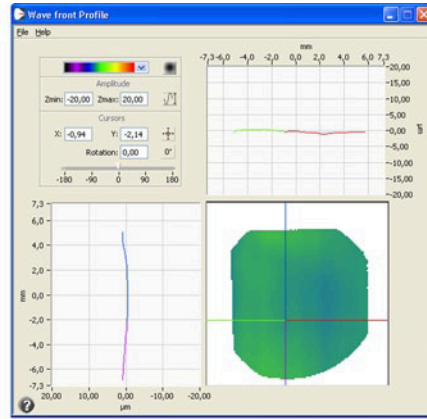 Wave front Profile
File Help
mm
-7,3 -6,0 -4,0 -2,0 0,0 2,0 4,0 6,0 7,3
-20,00
-15,00
-10,00
-5,00
-0,00
-5,00
-10,00
-15,00
-20,00
um
Amplitude
Zmin: -20,00 Zmax: 20,00
Cursors
X: -0,94 Y: -2,14
Rotation: 0,00 0°
-180 -90 0 90 180
7,3
6,0
4,0
2,0
0,0
-2,0
-4,0
-6,0
-7,3
mm
20,00 10,00 0,00 -10,00 -20,00
µm
?